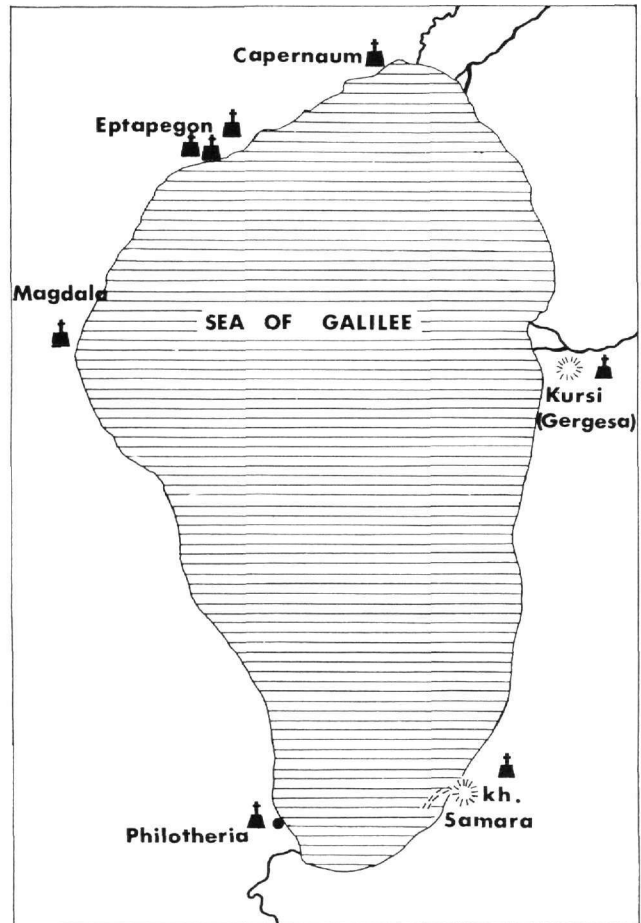 Capernaum
Eptapegon
Magdala
SEA OF GALILEE
Kursi
(Gergesa)
kh.
Samara
Philotheria